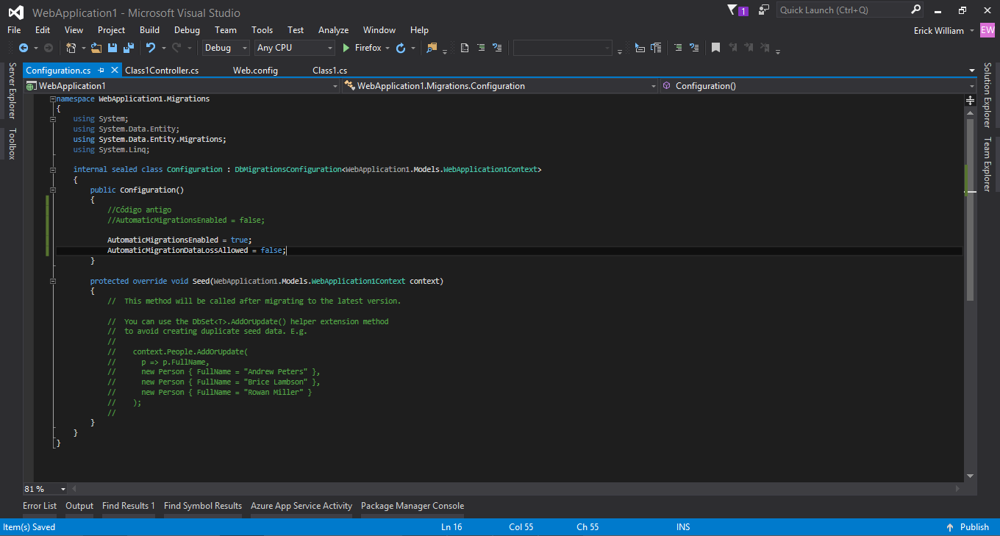 WebApplication1 - Microsoft Visual Studio
1
Quick Launch (Ctrl+Q)
File Edit View Project Build Debug Team Tools Test Analyze Window Help
Erick William EW
Debug Any CPU Firefox
Server Explorer
Toolbox
Configuration.cs Class1Controller.cs Web.config Class1.cs
WebApplication1 WebApplication1.Migrations.Configuration Configuration()
namespace WebApplication1.Migrations
{
using System;
using System.Data.Entity;
using System.Data.Entity.Migrations;
using System.Linq;
internal sealed class Configuration : DbMigrationsConfiguration<WebApplication1.Models.WebApplication1Context>
{
public Configuration()
{
//Código antigo
//AutomaticMigrationsEnabled = false;
AutomaticMigrationsEnabled = true;
AutomaticMigrationDataLossAllowed = false;
}
protected override void Seed(WebApplication1.Models.WebApplication1Context context)
{
// This method will be called after migrating to the latest version.
// You can use the DbSet<T>.AddOrUpdate() helper extension method
// to avoid creating duplicate seed data. E.g.
//
// context.People.AddOrUpdate(
// p => p.FullName,
// new Person { FullName = "Andrew Peters" },
// new Person { FullName = "Brice Lambson" },
// new Person { FullName = "Rowan Miller" }
// );
//
}
}
}
Solution Explorer
Team Explorer
81 %
Error List Output Find Results 1 Find Symbol Results Azure App Service Activity Package Manager Console
Item(s) Saved Ln 16 Col 55 Ch 55 INS Publish